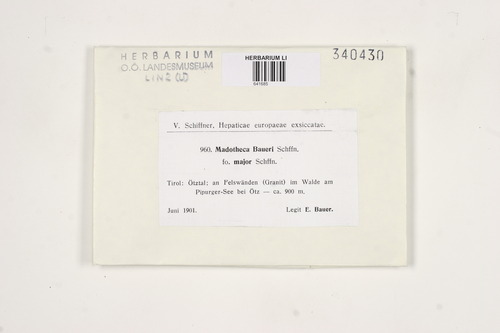 HERBARIUM
O.Ö. LANDESMUSEUM
LINZ
HERBARIUM LI
340430
V. Schiffner, Hepaticae europaeae exsiccatae.
960. Madotheca Baueri Schffn.
fo. major Schffn.
Tirol: Ötztal; an Felswänden (Granit) im Walde am
Pipurger-See bei Ötz — ca. 900 m.
Juni 1901. Legit E. Bauer.